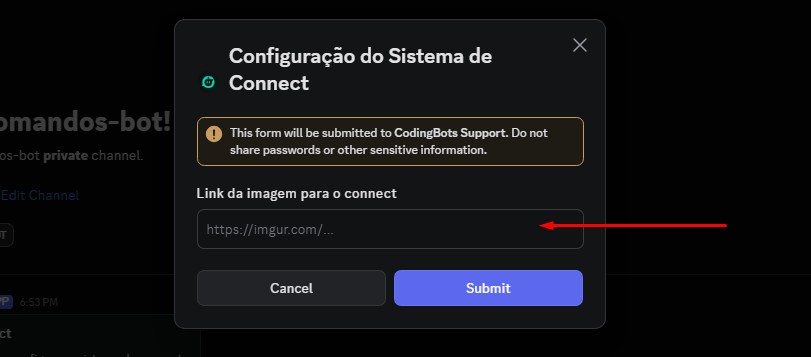 Configuração do Sistema de
Connect
This form will be submitted to CodingBots Support. Do not
share passwords or other sensitive information.
omandos-bot!
os-bot private channel.
Edit Channel
Link da imagem para o connect
https://imgur.com/...
Cancel
Submit
6:53 PM